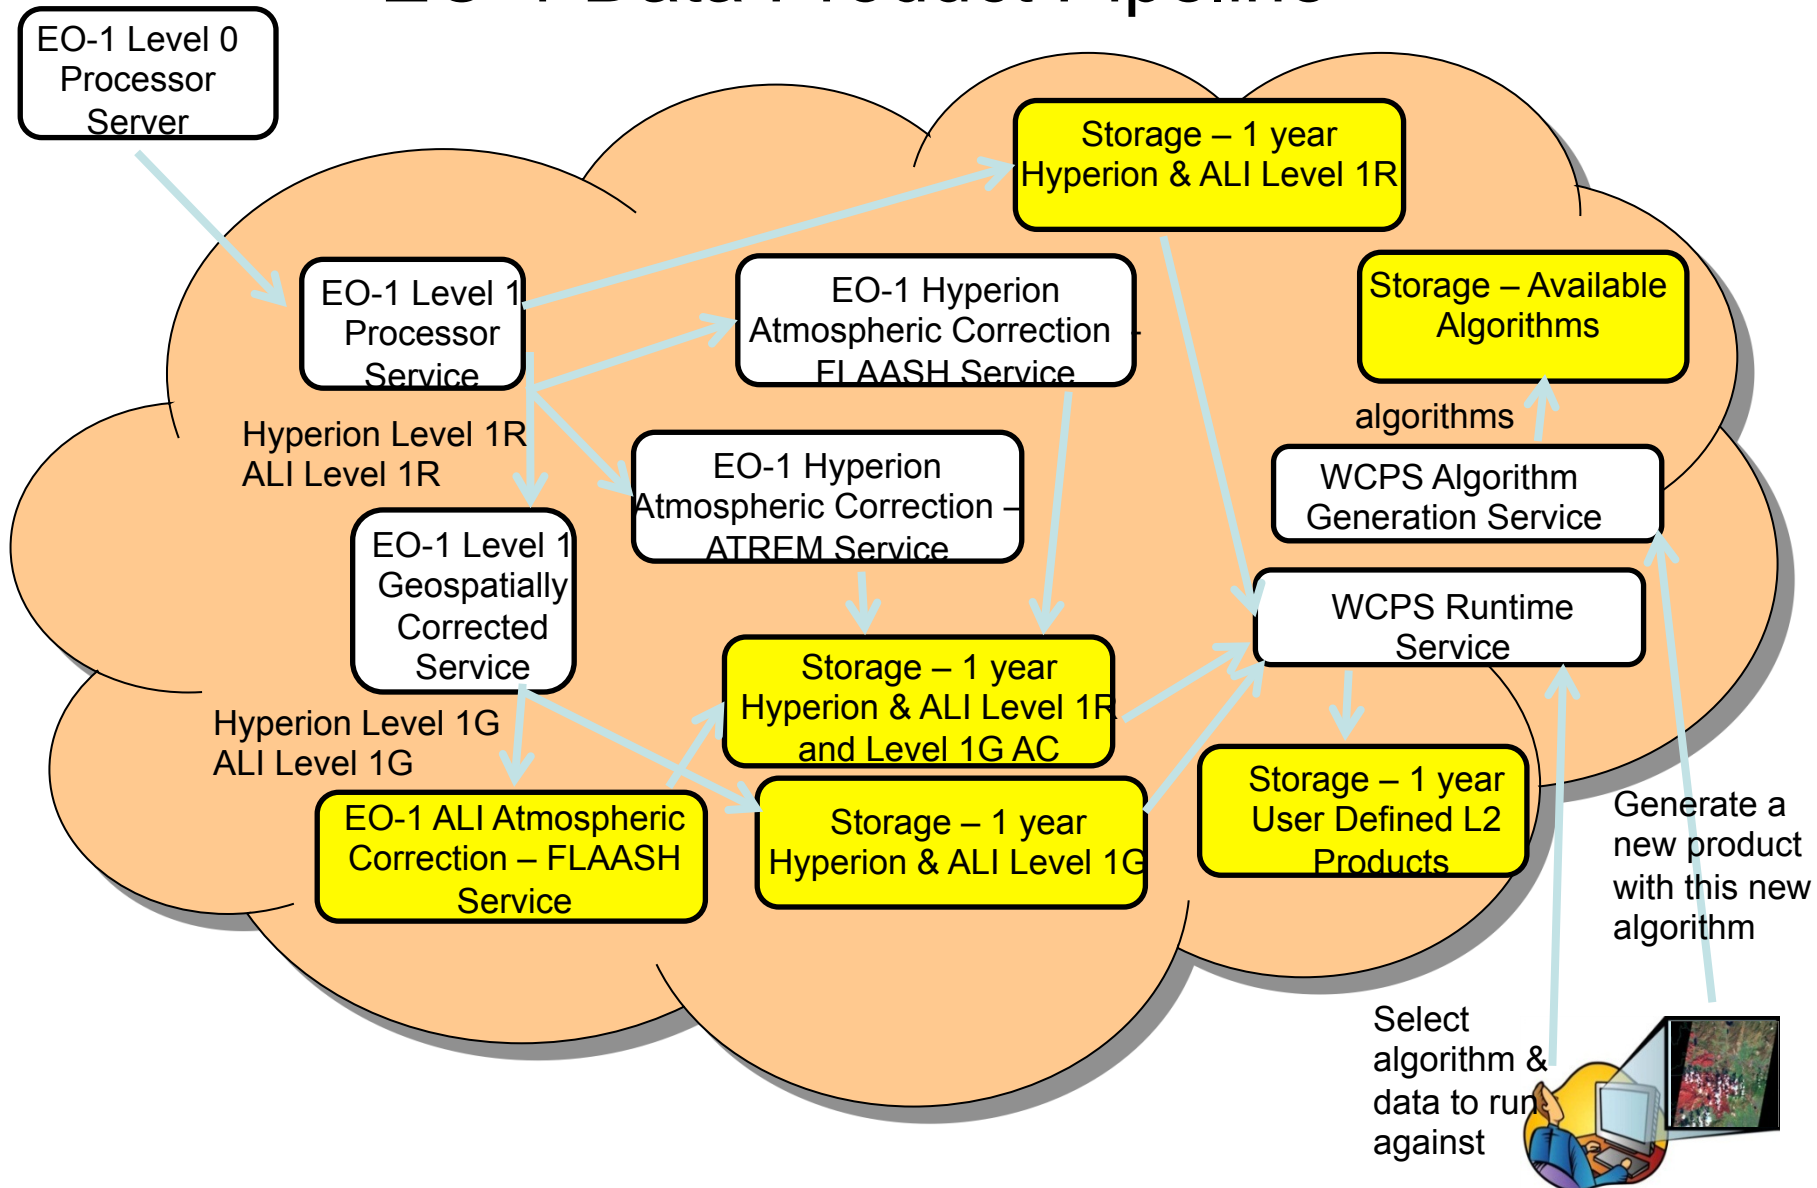 EO-1 Data Product Pipeline
EO-1 Level 0
Processor
Server
Storage – 1 year
Hyperion & ALI Level 1R
EO-1 Level 1
Processor
Service
EO-1 Hyperion
Atmospheric Correction -
FLAASH Service
Storage – Available
Algorithms
algorithms
Hyperion Level 1R
ALI Level 1R
EO-1 Hyperion
Atmospheric Correction –
ATREM Service
WCPS Algorithm
Generation Service
EO-1 Level 1
Geospatially
Corrected
Service
WCPS Runtime
Service
Storage – 1 year
Hyperion & ALI Level 1R
and Level 1G AC
Hyperion Level 1G
ALI Level 1G
EO-1 ALI Atmospheric
Correction – FLAASH
Service
Storage – 1 year
Hyperion & ALI Level 1G
Storage – 1 year
User Defined L2
Products
Generate a
new product
with this new
algorithm
Select
algorithm &
data to run
against